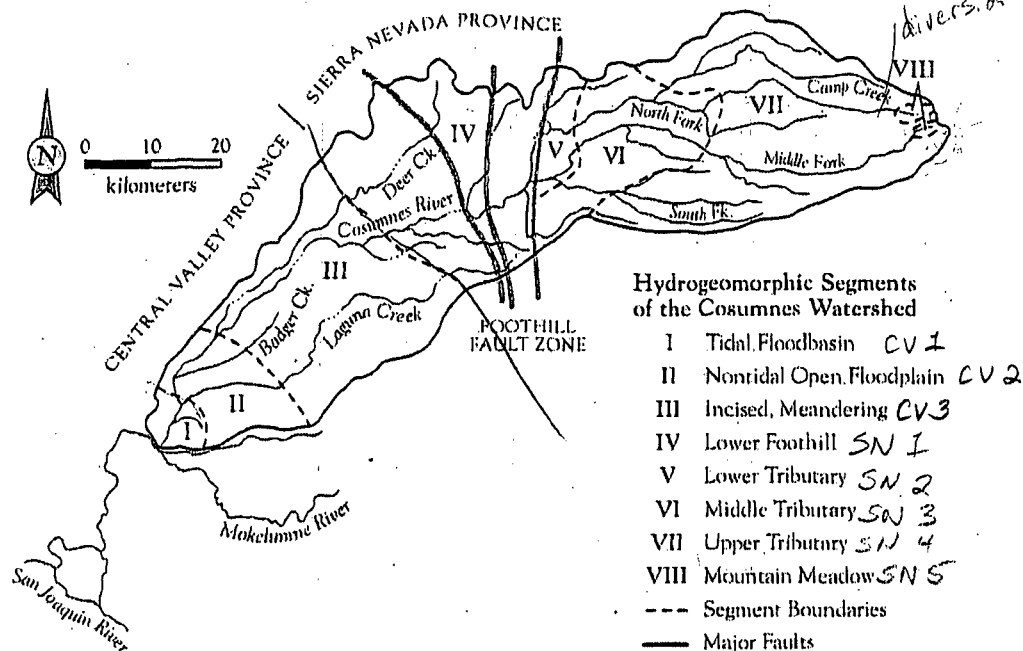 SIERRA NEVADA PROVINCE
CENTRAL VALLEY PROVINCE
VIII
Camp Creek
VII
North Fork
IV
V
VI
Middle Fork
Deer Ck.
South Fk.
Cosumnes River
N
0 10 20
kilometers
III
Badger Ck.
Laguna Creek
FOOTHILL
FAULT ZONE
II
I
Mokelumne River
San Joaquin River
Hydrogeomorphic Segments
of the Cosumnes Watershed
I Tidal Floodbasin CV 1
II Nontidal Open Floodplain CV 2
III Incised, Meandering CV 3
IV Lower Foothill SN 1
V Lower Tributary SN 2
VI Middle Tributary SN 3
VII Upper Tributary SN 4
VIII Mountain Meadow SN 5
Segment Boundaries
Major Faults